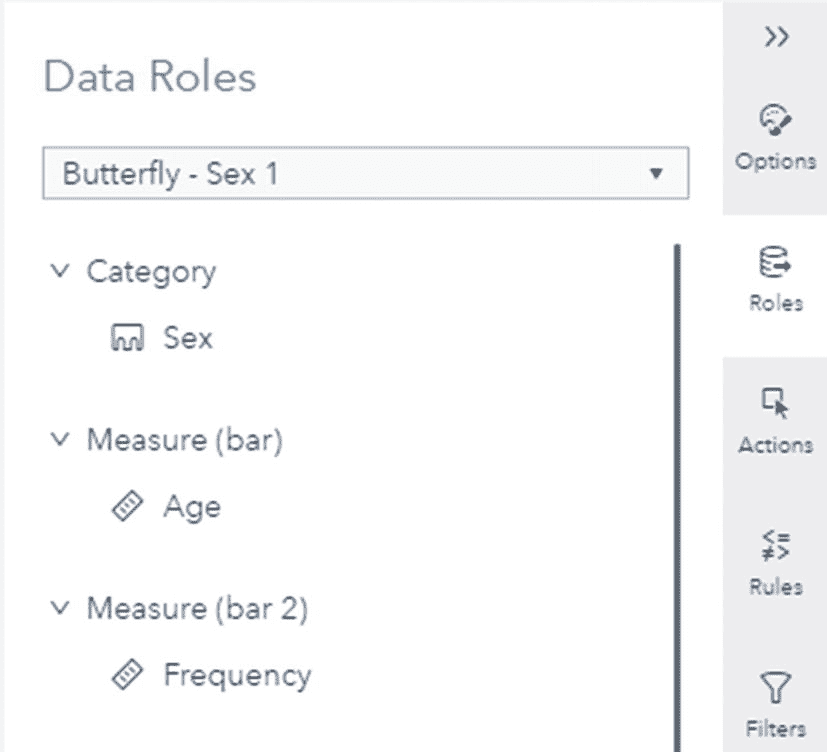 Data Roles
Butterfly - Sex 1
Category
Sex
Measure (bar)
Age
Measure (bar 2)
Frequency
Options
Roles
Actions
Rules
Filters